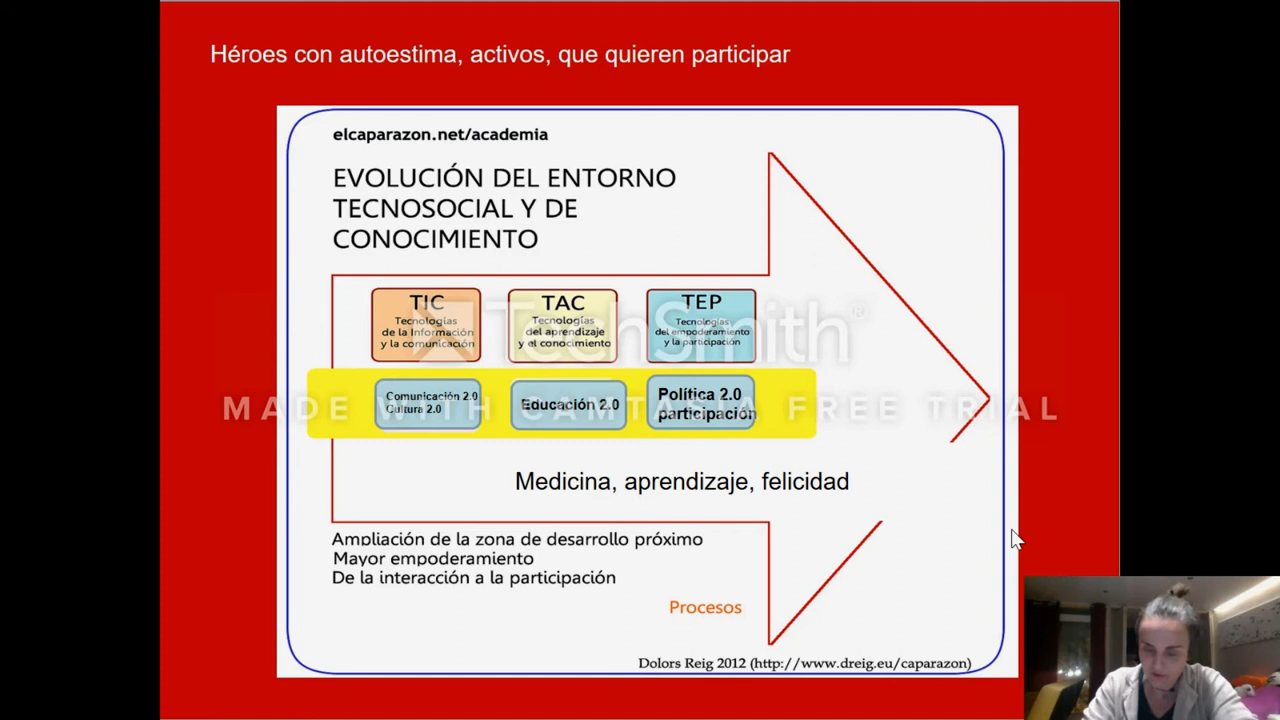 Héroes con autoestima, activos, que quieren participar
elcaparazon.net/academia
EVOLUCIÓN DEL ENTORNO
TECNOSOCIAL Y DE
CONOCIMIENTO
TIC
Tecnologías
de la Información
y la comunicación
TAC
Tecnologías
del aprendizaje
y el conocimiento
TEP
Tecnologías
del empoderamiento
y la participación
TechSmith®
Comunicación 2.0
Cultura 2.0
Educación 2.0
Política 2.0
participación
MADE WITH CAMTASIA FREE TRIAL
Medicina, aprendizaje, felicidad
Ampliación de la zona de desarrollo próximo
Mayor empoderamiento
De la interacción a la participación
Procesos
Dolors Reig 2012 (http://www.dreig.eu/caparazon)